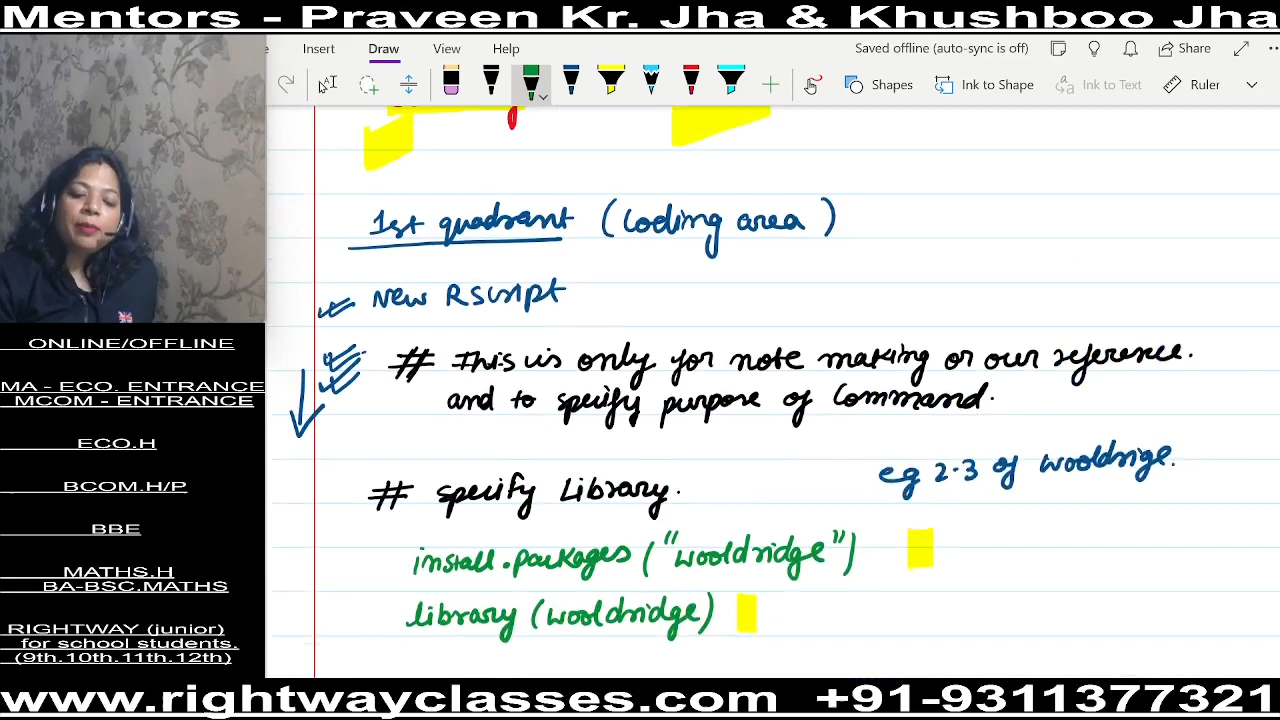 Mentors - Praveen Kr. Jha & Khushboo Jha
Insert Draw View Help
Saved offline (auto-sync is off) Share
Shapes Ink to Shape Ink to Text Ruler
1st quadrant (Coding area)
New RScript
# This is only for note making or our reference.
and to specify purpose of Command.
eg 2.3 of wooldrige.
# specify Library.
install.packages ("wooldridge")
library (wooldridge)
ONLINE/OFFLINE
MA - ECO. ENTRANCE
MCOM - ENTRANCE
ECO.H
BCOM.H/P
BBE
MATHS.H
BA-BSC.MATHS
RIGHTWAY (junior)
for school students.
(9th.10th.11th.12th)
www.rightwayclasses.com +91-9311377321